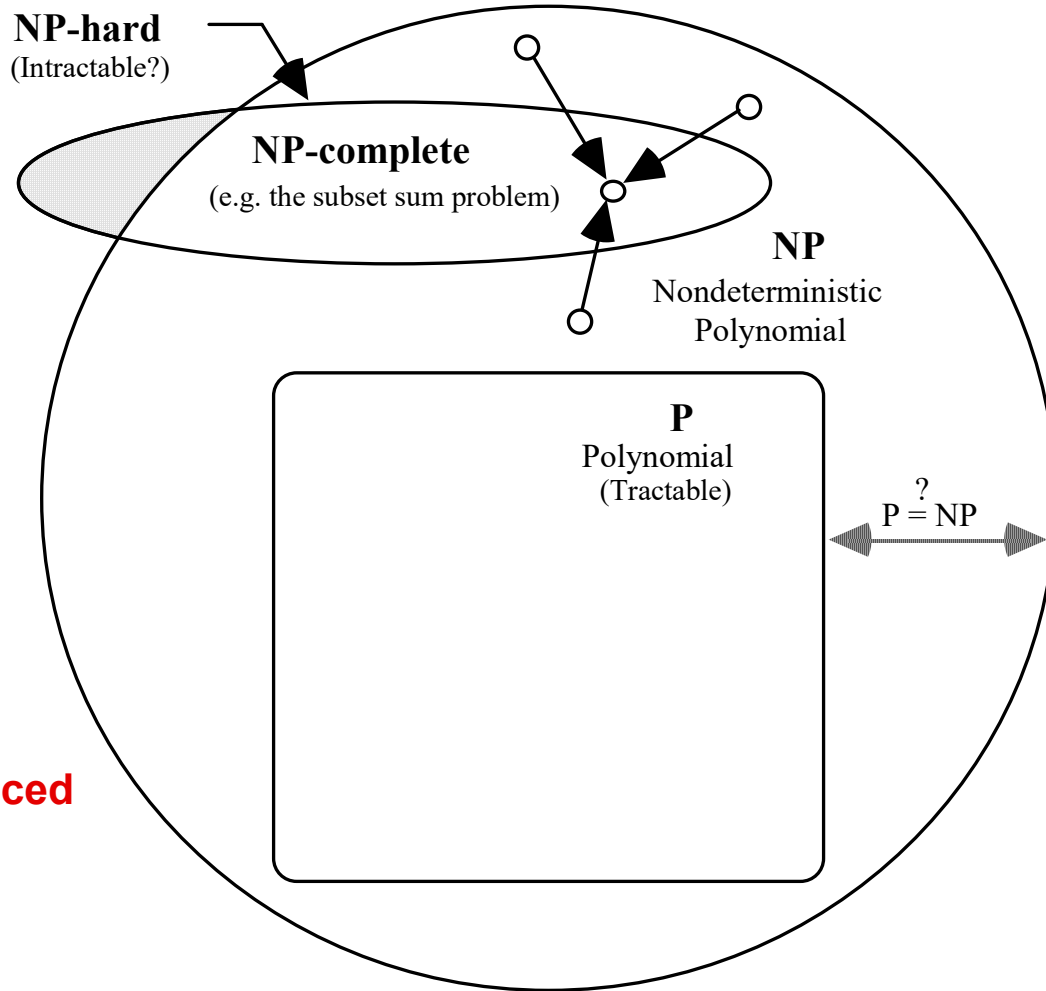 NP-hard
(Intractable?)
NP-complete
(e.g. the subset sum problem)
NP
Nondeterministic
Polynomial
P
Polynomial
(Tractable)
?
P = NP
ced